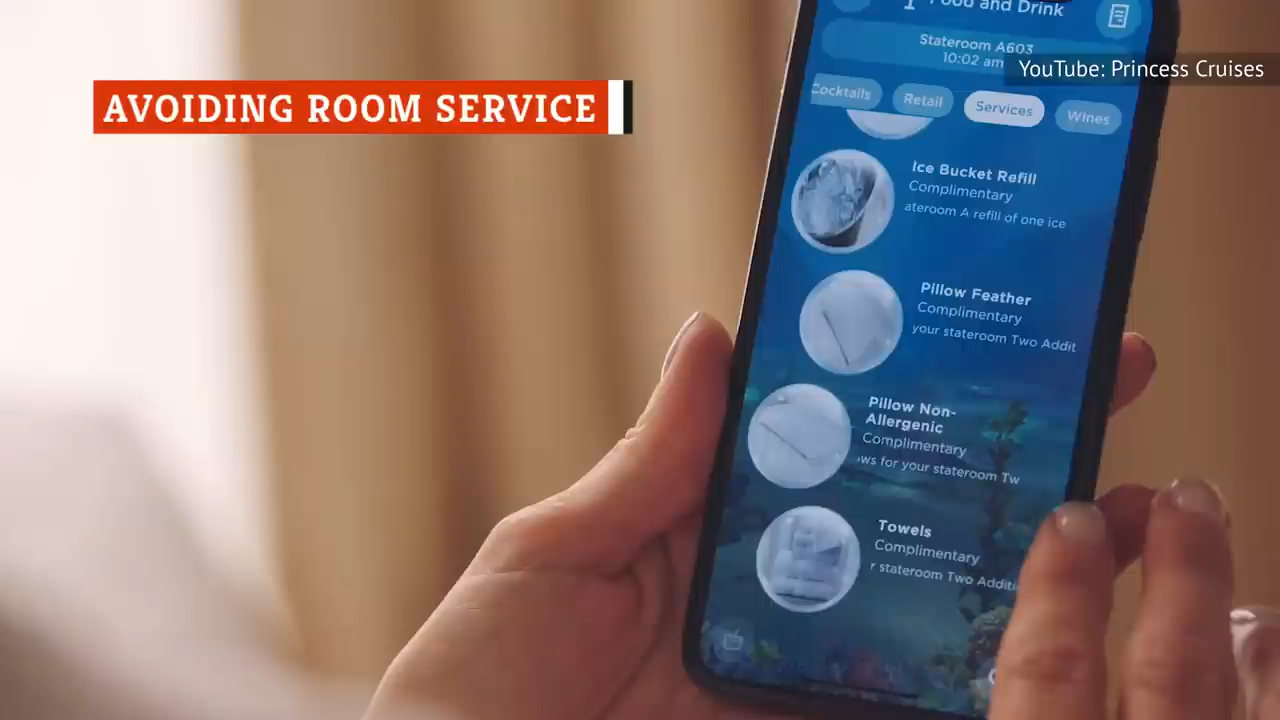 Food and Drink
Stateroom A603
10:02 am
YouTube: Princess Cruises
AVOIDING ROOM SERVICE
Cocktails
Retail
Services
Wines
Ice Bucket Refill
Complimentary
ateroom A refill of one ice
Pillow Feather
Complimentary
your stateroom Two Addit
Pillow Non-
Allergenic
Complimentary
ws for your stateroom Tw
Towels
Complimentary
r stateroom Two Additi